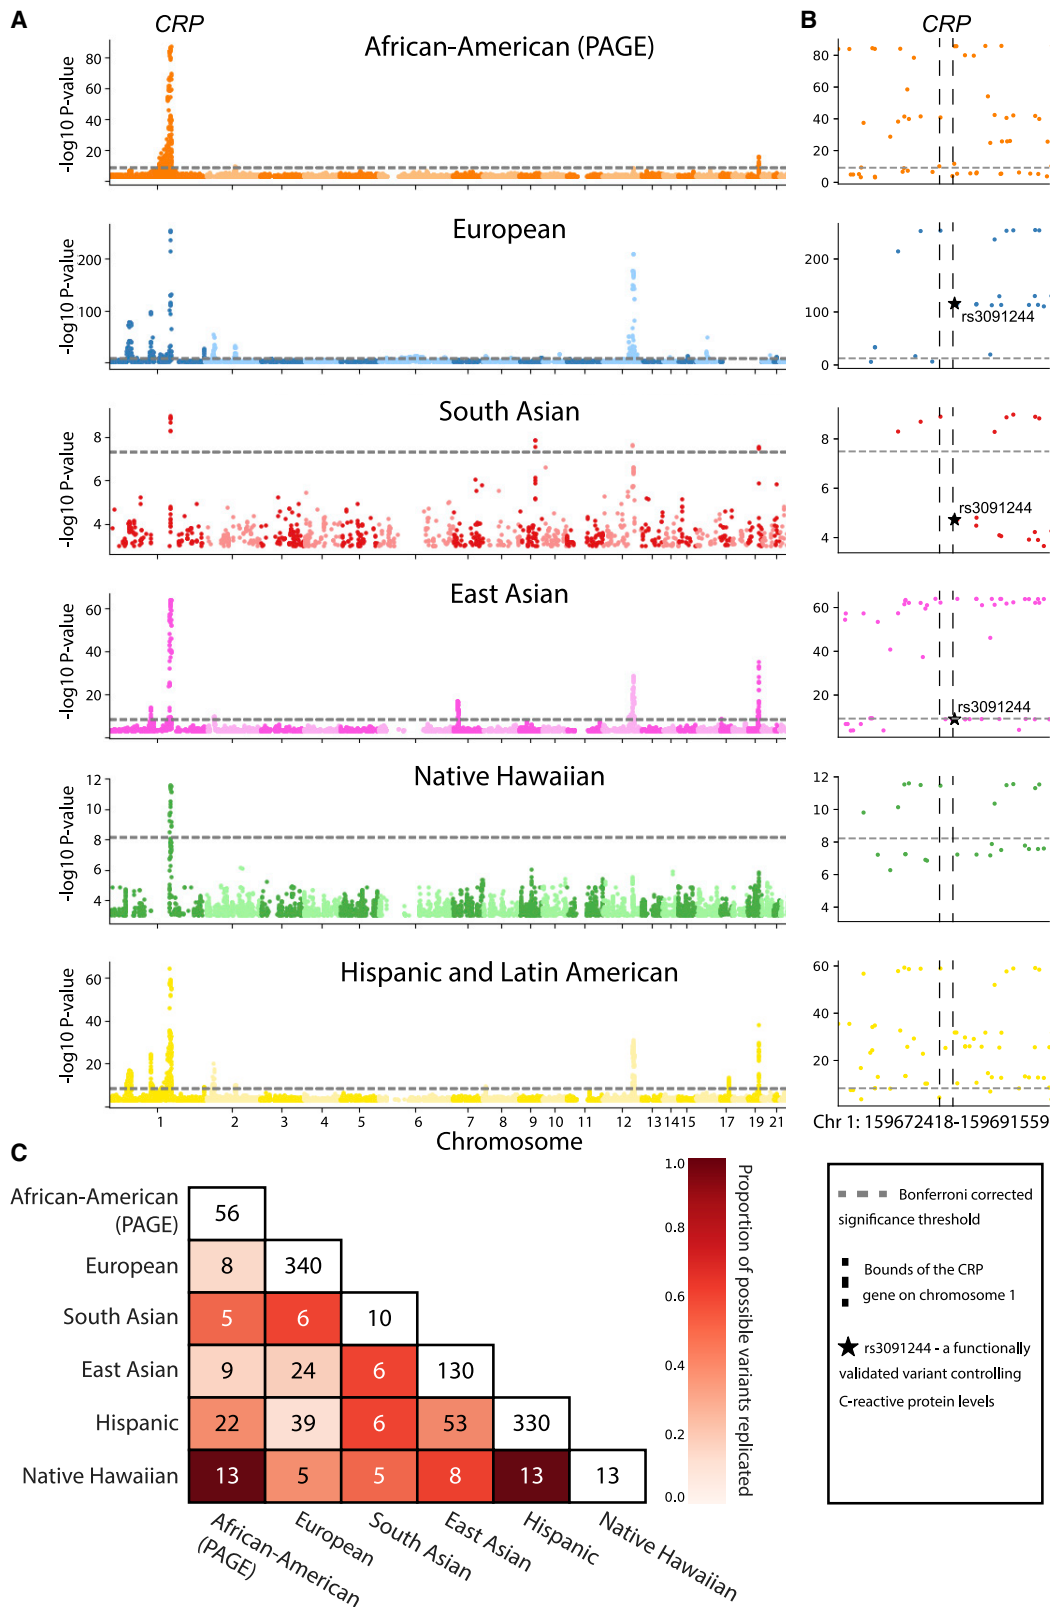 A
CRP
African-American (PAGE)
-log10 P-value
80
60
40
20
European
-log10 P-value
200
100
0
South Asian
-log10 P-value
8
6
4
East Asian
-log10 P-value
60
40
20
Native Hawaiian
-log10 P-value
12
10
8
6
4
Hispanic and Latin American
-log10 P-value
60
40
20
1 2 3 4 5 6 7 8 9 10 11 12 13 14 15 17 19 21
Chromosome
B
CRP
80
60
40
20
0
200
100
0
rs3091244
8
6
4
rs3091244
60
40
20
rs3091244
12
10
8
6
4
60
40
20
Chr 1: 159672418-159691559
C
African-American
(PAGE)
56
European
8 340
South Asian
5 6 10
East Asian
9 24 6 130
Hispanic
22 39 6 53 330
Native Hawaiian
13 5 5 8 13 13
African-American
(PAGE)
European
South Asian
East Asian
Hispanic
Native Hawaiian
1.0
0.8
0.6
0.4
0.2
0.0
Proportion of possible variants replicated
Bonferroni corrected
significance threshold
Bounds of the CRP
gene on chromosome 1
rs3091244 - a functionally
validated variant controlling
C-reactive protein levels